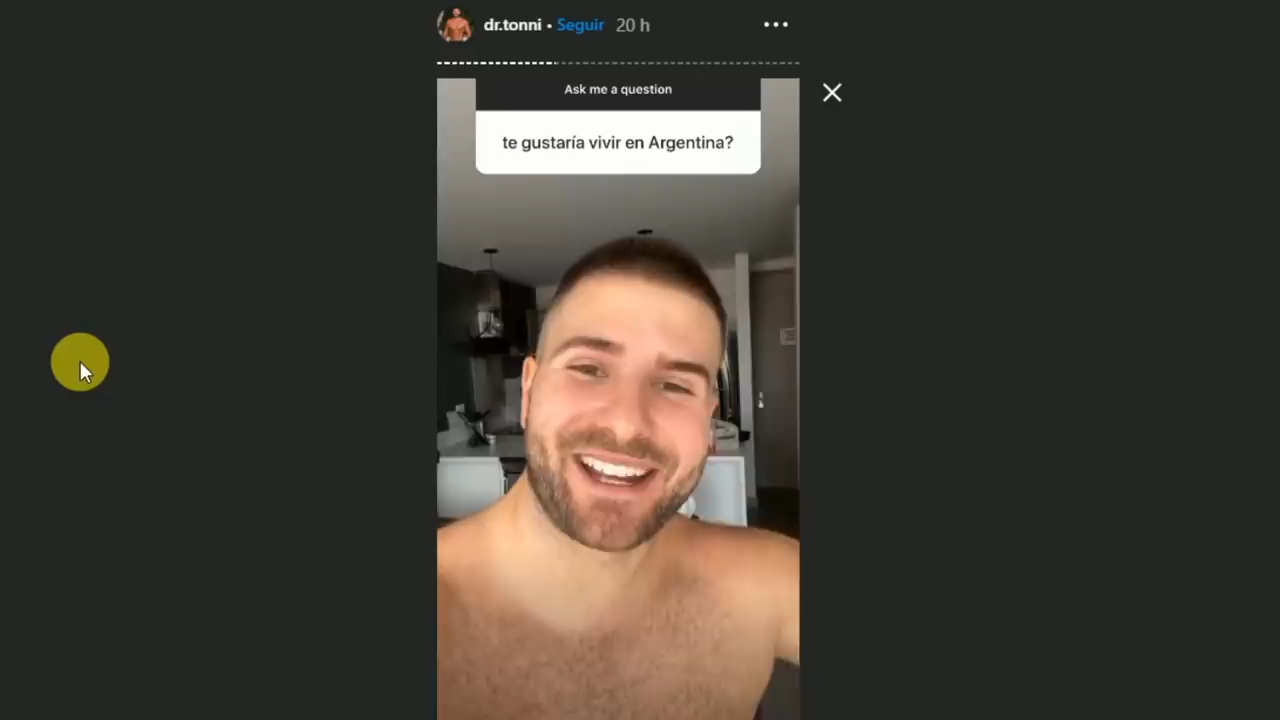 dr.tonni • Seguir 20 h
Ask me a question
te gustaría vivir en Argentina?